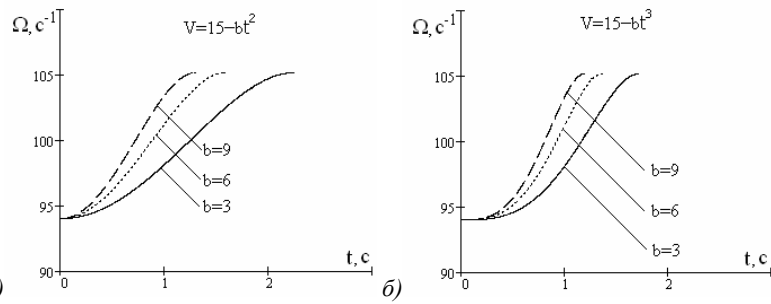 Ω, c⁻¹
V=15−bt²
105
100
95
90
b=9
b=6
b=3
t, c
0
1
2
)
Ω, c⁻¹
V=15−bt³
105
100
95
90
b=9
b=6
b=3
t, c
0
1
2
б)